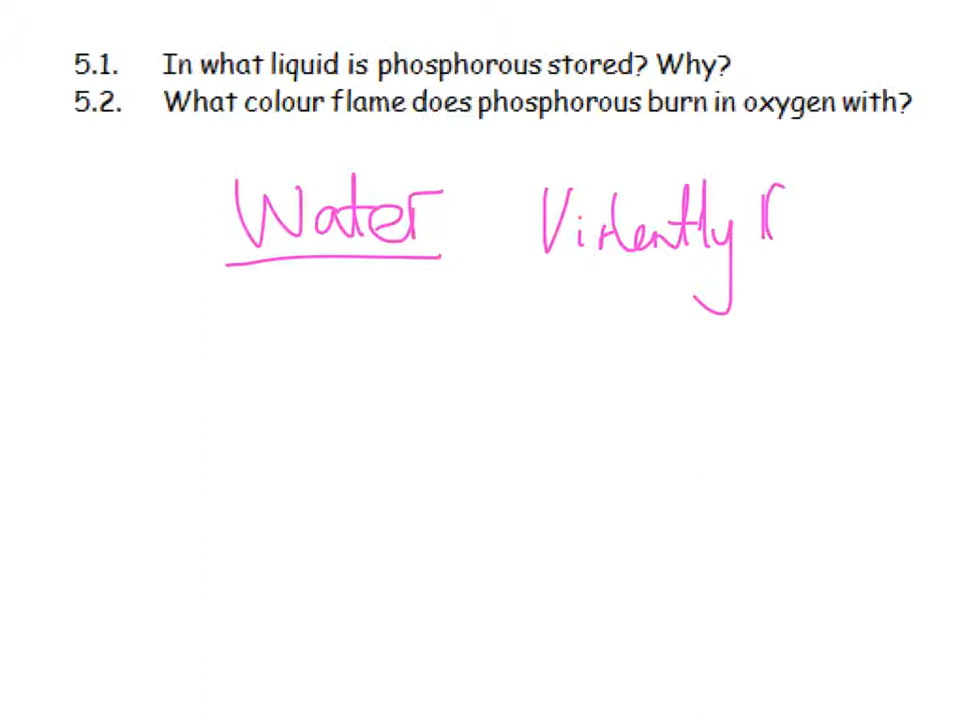 5.1. In what liquid is phosphorous stored? Why?
5.2. What colour flame does phosphorous burn in oxygen with?
Water Violently